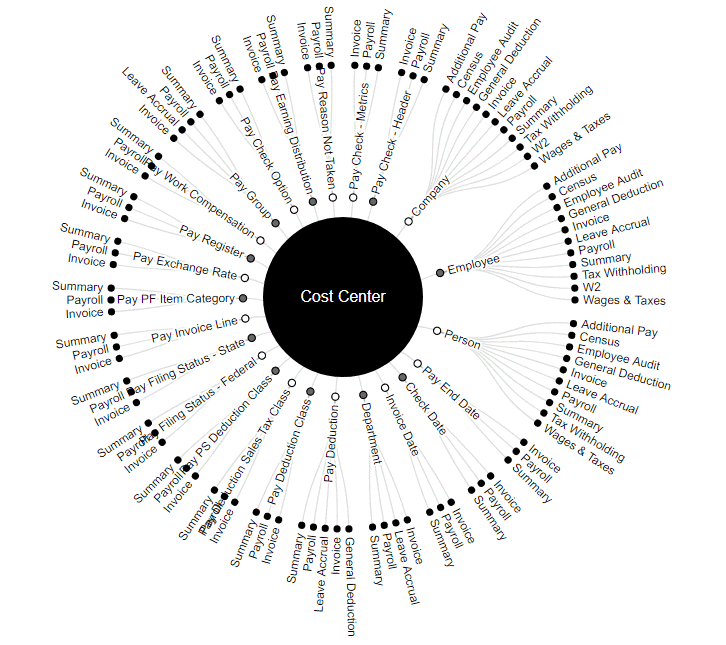 Cost Center
Pay Check - Metrics
Invoice
Payroll
Summary
Pay Check - Header
Invoice
Payroll
Summary
Company
Additional Pay
Census
Employee Audit
General Deduction
Invoice
Leave Accrual
Payroll
Summary
Tax Withholding
W2
Wages & Taxes
Employee
Additional Pay
Census
Employee Audit
General Deduction
Invoice
Leave Accrual
Payroll
Summary
Tax Withholding
W2
Wages & Taxes
Person
Additional Pay
Census
Employee Audit
General Deduction
Invoice
Leave Accrual
Payroll
Summary
Tax Withholding
Wages & Taxes
Pay End Date
Invoice
Payroll
Summary
Check Date
Invoice
Payroll
Summary
Invoice Date
Invoice
Payroll
Summary
Department
Invoice
Leave Accrual
Payroll
Summary
Pay Deduction
General Deduction
Invoice
Leave Accrual
Payroll
Summary
Pay Deduction Class
Invoice
Payroll
Summary
Pay Deduction Sales Tax Class
Invoice
Payroll
Summary
Pay PS Deduction Class
Invoice
Payroll
Summary
Pay Filing Status - Federal
Invoice
Payroll
Summary
Pay Filing Status - State
Invoice
Payroll
Summary
Pay Invoice Line
Invoice
Payroll
Summary
Pay PF Item Category
Invoice
Payroll
Summary
Pay Exchange Rate
Invoice
Payroll
Summary
Pay Register
Invoice
Payroll
Summary
Pay Work Compensation
Invoice
Payroll
Summary
Pay Group
Invoice
Leave Accrual
Payroll
Summary
Pay Check Option
Invoice
Payroll
Summary
Pay Earning Distribution
Invoice
Payroll
Summary
Pay Reason Not Taken
Invoice
Payroll
Summary